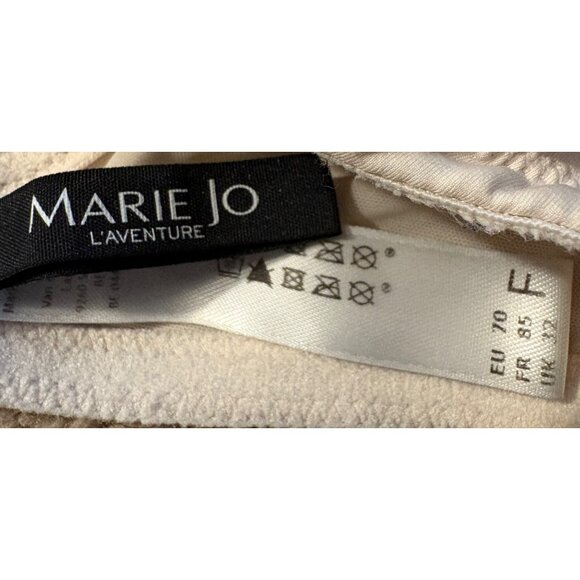 MARIE JO
L'AVENTURE
EU 70
FR 85
UK 32
F